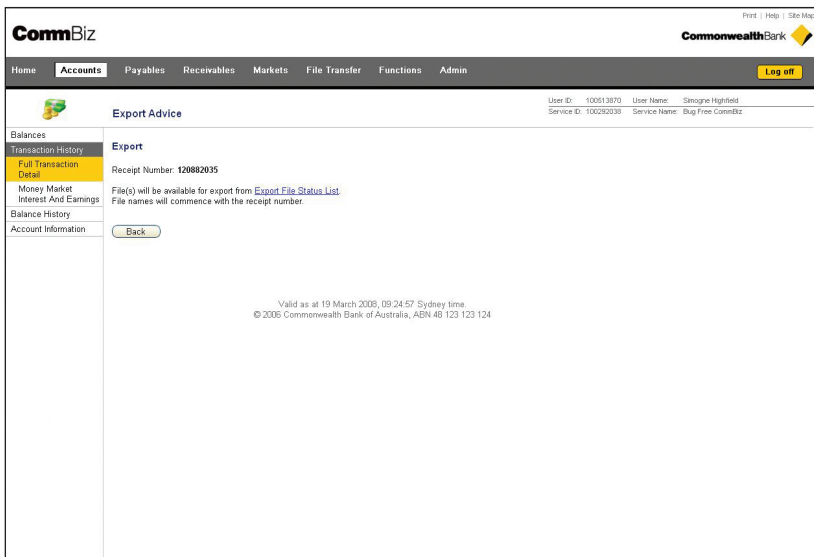 Print | Help | Site Map
CommBiz
CommonwealthBank
Home Accounts Payables Receivables Markets File Transfer Functions Admin Log off
User ID: 100513870 User Name: Simogne Highfield
Export Advice
Service ID: 100292038 Service Name: Bug Free CommBiz
Balances
Transaction History
Full Transaction
Detail
Money Market
Interest And Earnings
Balance History
Account Information
Export
Receipt Number: 120882035
File(s) will be available for export from Export File Status List.
File names will commence with the receipt number.
Back
Valid as at 19 March 2008, 09:24:57 Sydney time.
© 2006 Commonwealth Bank of Australia, ABN 48 123 123 124